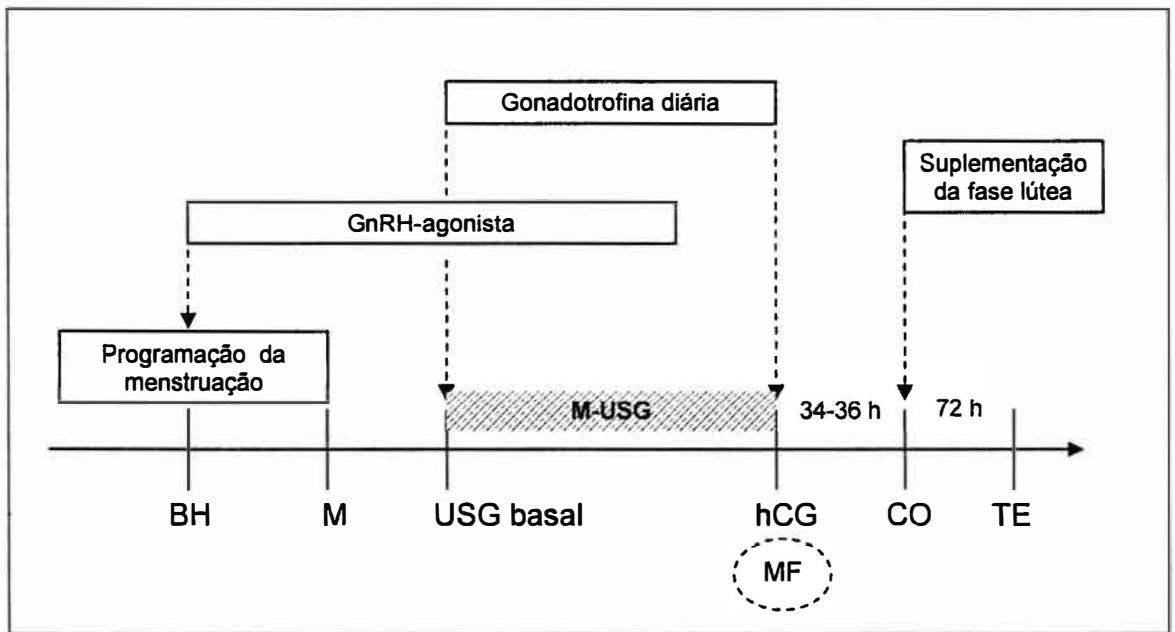 Gonadotrofina diária
Suplementação
da fase lútea
GnRH-agonista
Programação da
menstruação
M-USG
34-36 h
72 h
BH
M
USG basal
hCG
CO
TE
MF